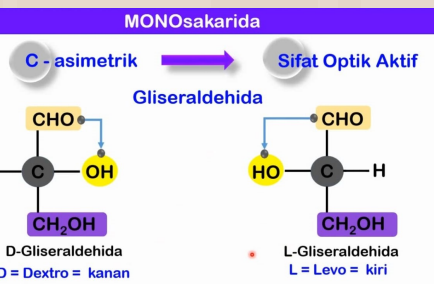 MONOsakarida
C - asimetrik
Sifat Optik Aktif
Gliseraldehida
CHO
C
OH
CH₂OH
D-Gliseraldehida
D = Dextro = kanan
CHO
HO
C
H
CH₂OH
L-Gliseraldehida
L = Levo = kiri